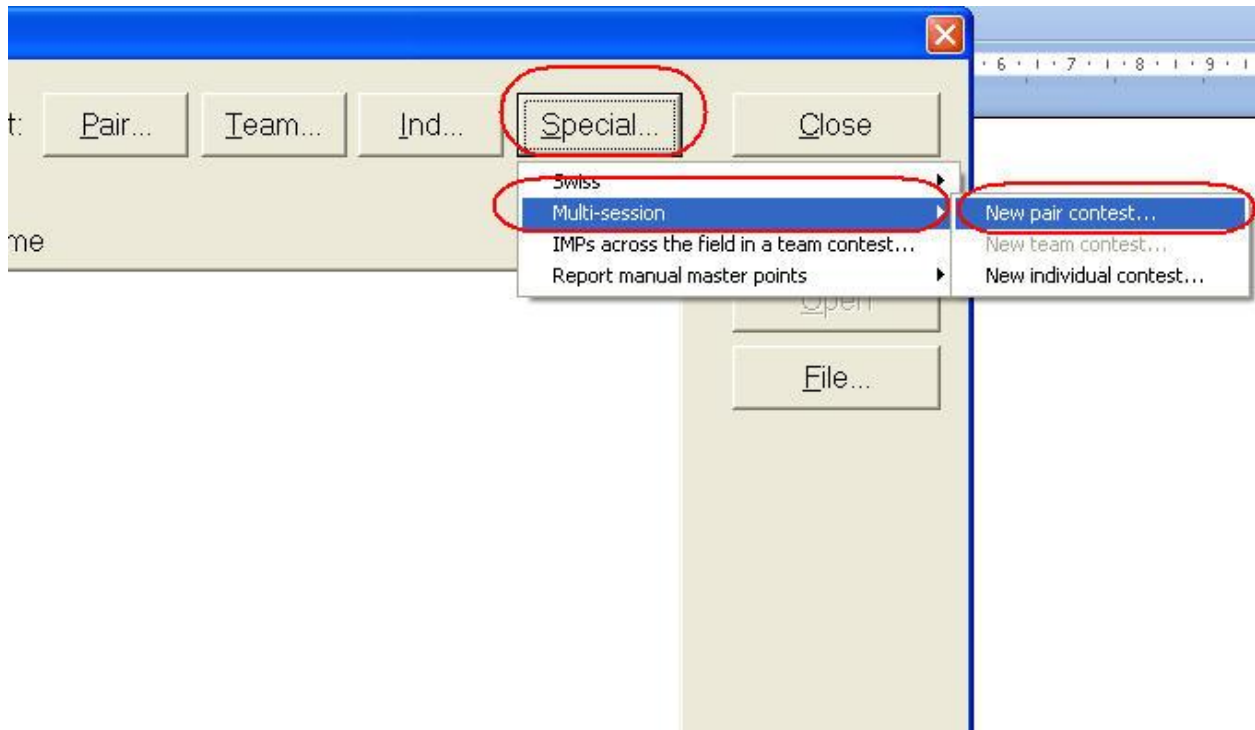 · 6 · ı · 7 · ı · 8 · ı · 9 · ı
t: Pair... Team... Ind... Special... Close
Swiss
Multi-session New pair contest...
me IMPs across the field in a team contest... New team contest...
Report manual master points New individual contest...
Open
File...